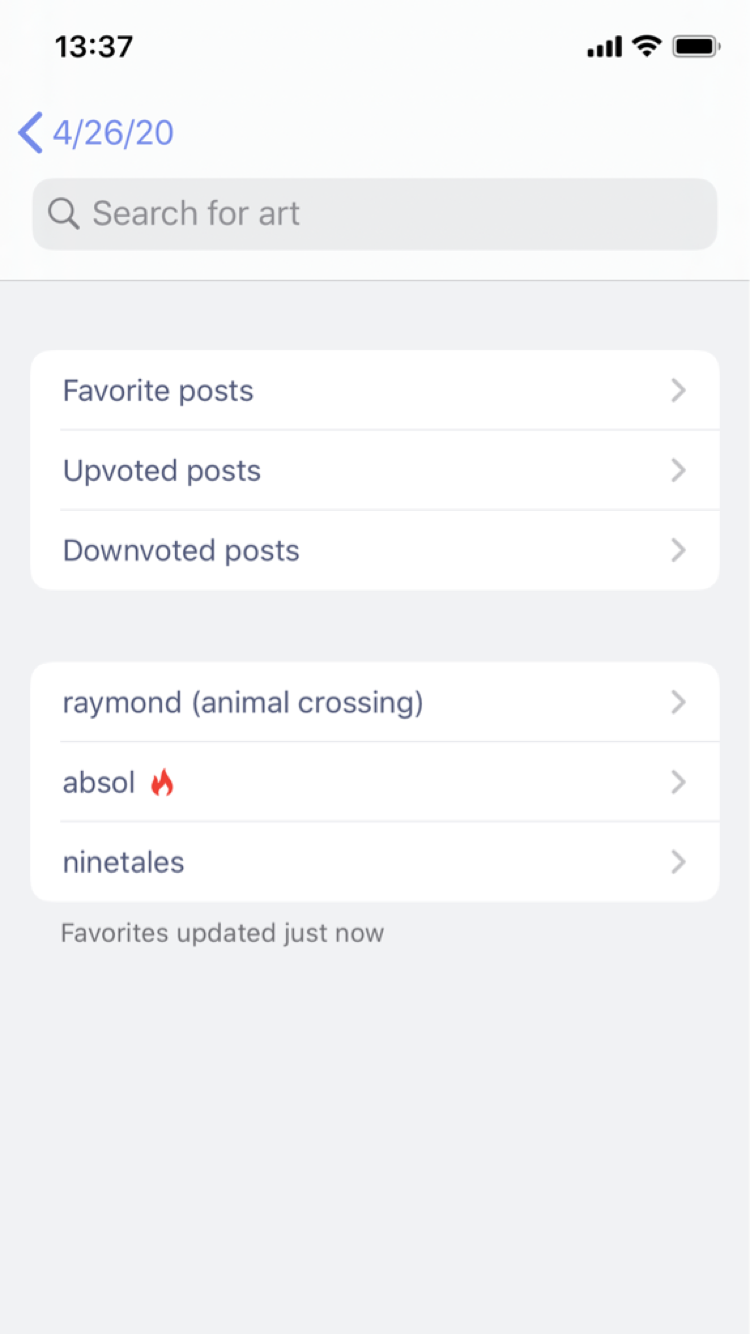 13:37
4/26/20
Search for art
Favorite posts
Upvoted posts
Downvoted posts
raymond (animal crossing)
absol
ninetales
Favorites updated just now